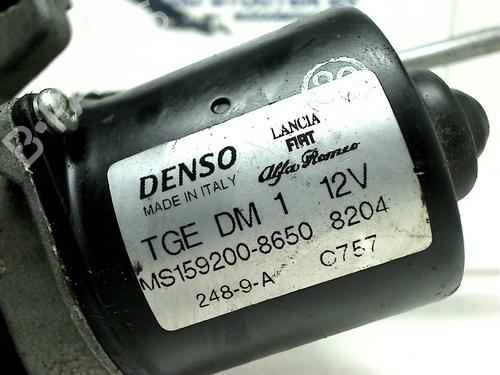 DENSO
MADE IN ITALY
LANCIA
FIAT
Alfa Romeo
TGE DM 1 12V
MS159200-8650 8204
248-9-A C757